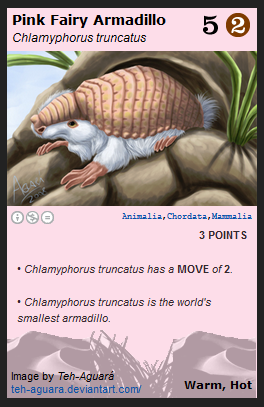 Pink Fairy Armadillo
5 2
Chlamyphorus truncatus
Animalia,Chordata,Mammalia
3 POINTS
• Chlamyphorus truncatus has a MOVE of 2.
• Chlamyphorus truncatus is the world's
smallest armadillo.
Image by Teh-Aguarâ
teh-aguara.deviantart.com/
Warm, Hot